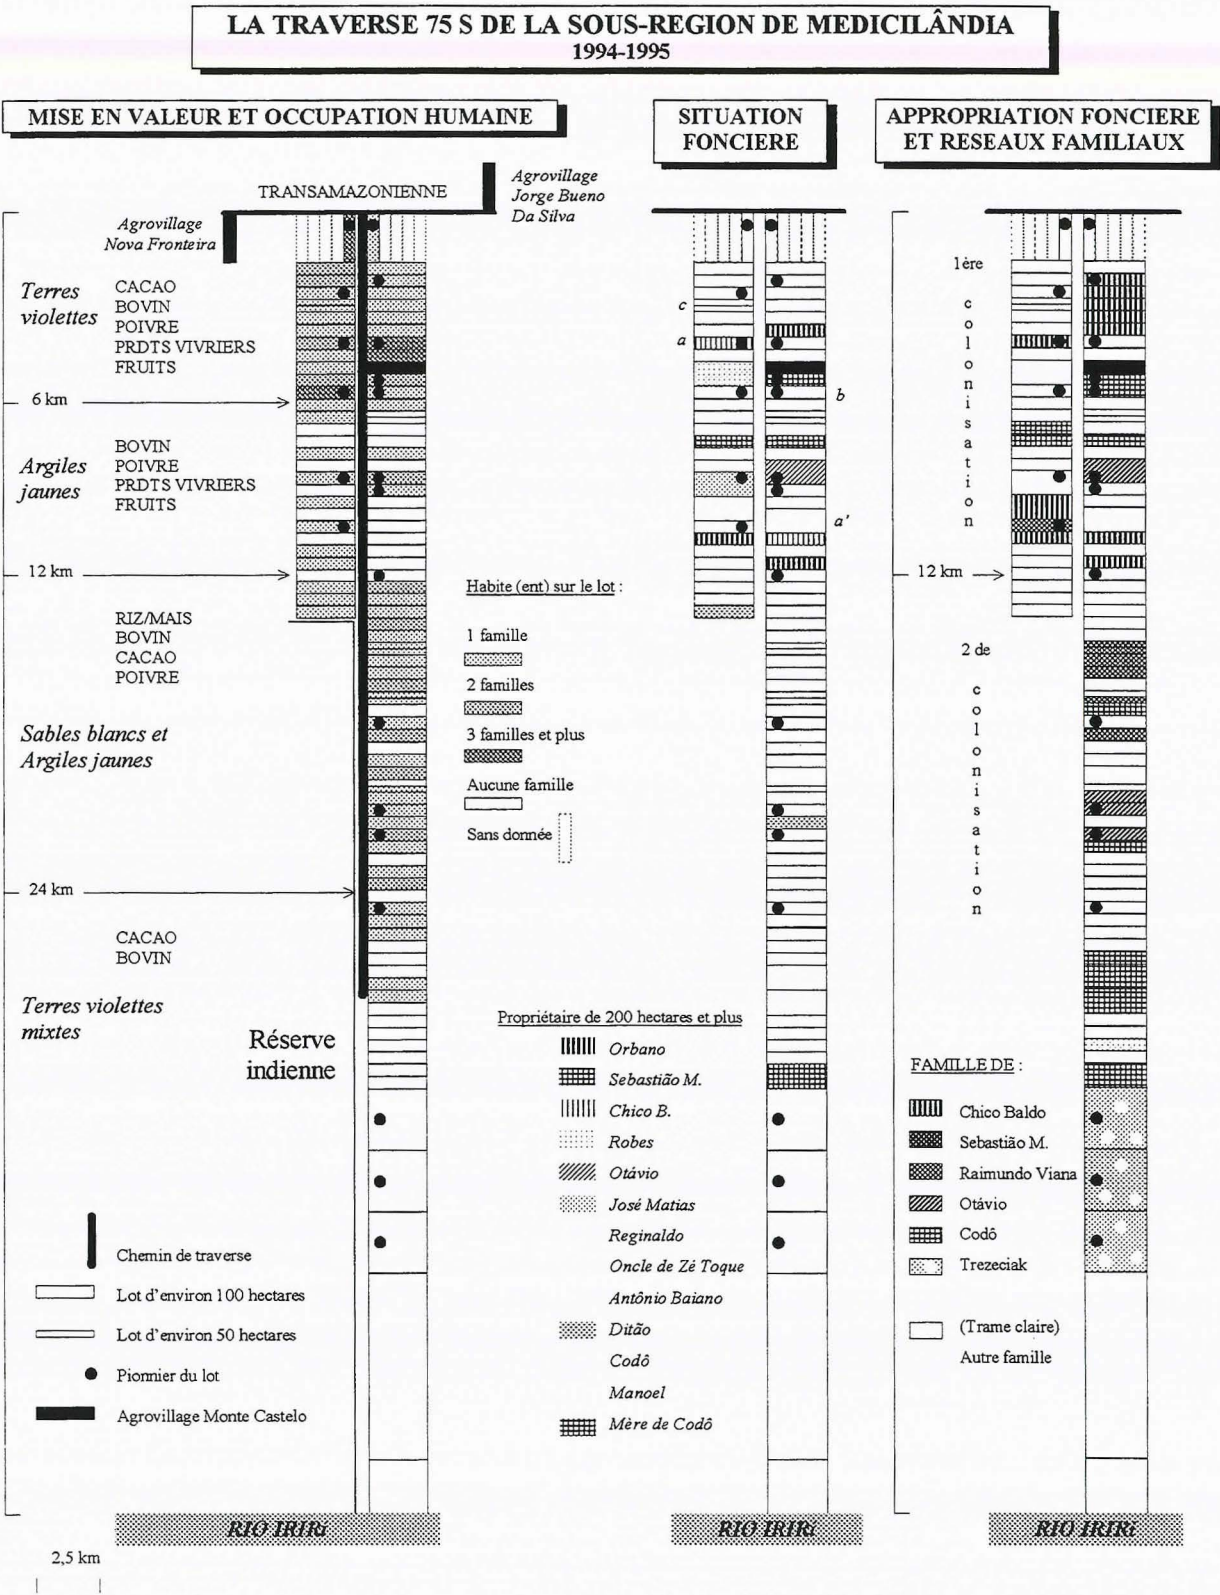 LA TRAVERSE 75 S DE LA SOUS-REGION DE MEDICILÂNDIA
1994-1995
MISE EN VALEUR ET OCCUPATION HUMAINE
SITUATION
FONCIERE
APPROPRIATION FONCIERE
ET RESEAUX FAMILIAUX
TRANSAMAZONIENNE
Agrovillage
Jorge Bueno
Da Silva
Agrovillage
Nova Fronteira
Terres
violettes
CACAO
BOVIN
POIVRE
PRDTS VIVRIERS
FRUITS
6 km
Argiles
jaunes
BOVIN
POIVRE
PRDTS VIVRIERS
FRUITS
12 km
RIZ/MAIS
BOVIN
CACAO
POIVRE
Sables blancs et
Argiles jaunes
24 km
CACAO
BOVIN
Terres violettes
mixtes
Réserve
indienne
Habite (ent) sur le lot :
1 famille
2 familles
3 familles et plus
Aucune famille
Sans donnée
c
a
b
a'
1ère
c
o
l
o
n
i
s
a
t
i
o
n
12 km
2 de
c
o
l
o
n
i
s
a
t
i
o
n
Propriétaire de 200 hectares et plus
Orbano
Sebastião M.
Chico B.
Robes
Otávio
José Matias
Reginaldo
Oncle de Zé Toque
Antônio Baiano
Ditão
Codô
Manoel
Mère de Codô
FAMILLE DE :
Chico Baldo
Sebastião M.
Raimundo Viana
Otávio
Codô
Trezeciak
(Trame claire)
Autre famille
Chemin de traverse
Lot d'environ 100 hectares
Lot d'environ 50 hectares
Pionnier du lot
Agrovillage Monte Castelo
RIO IRIRi
RIO IRIRi
RIO IRIRi
2,5 km